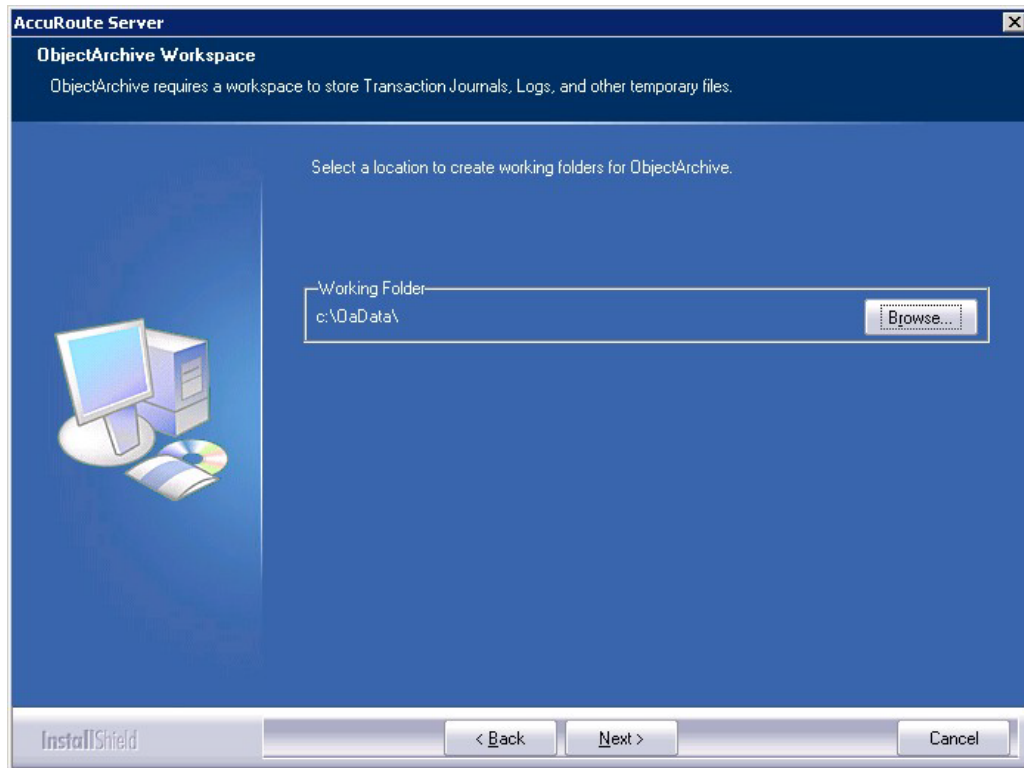 AccuRoute Server
ObjectArchive Workspace
ObjectArchive requires a workspace to store Transaction Journals, Logs, and other temporary files.
Select a location to create working folders for ObjectArchive.
Working Folder
c:\OaData\
Browse...
InstallShield
< Back
Next >
Cancel